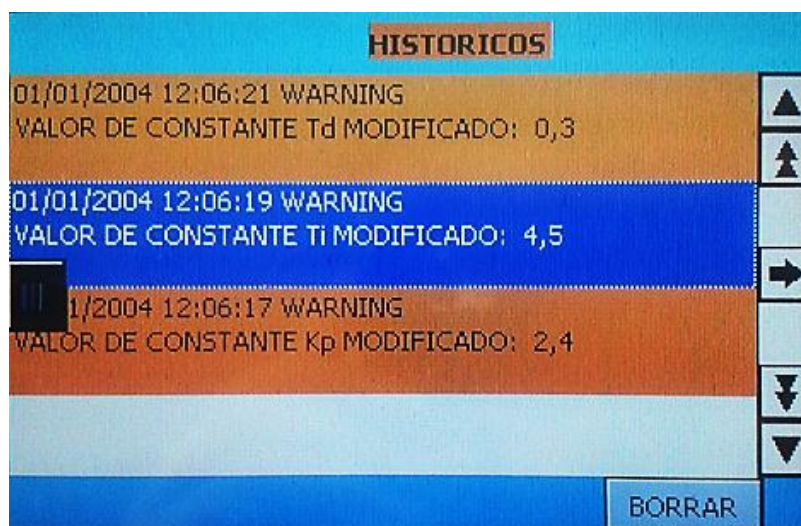 HISTORICOS
01/01/2004 12:06:21 WARNING
VALOR DE CONSTANTE Td MODIFICADO: 0,3
01/01/2004 12:06:19 WARNING
VALOR DE CONSTANTE Ti MODIFICADO: 4,5
1/2004 12:06:17 WARNING
VALOR DE CONSTANTE Kp MODIFICADO: 2,4
BORRAR